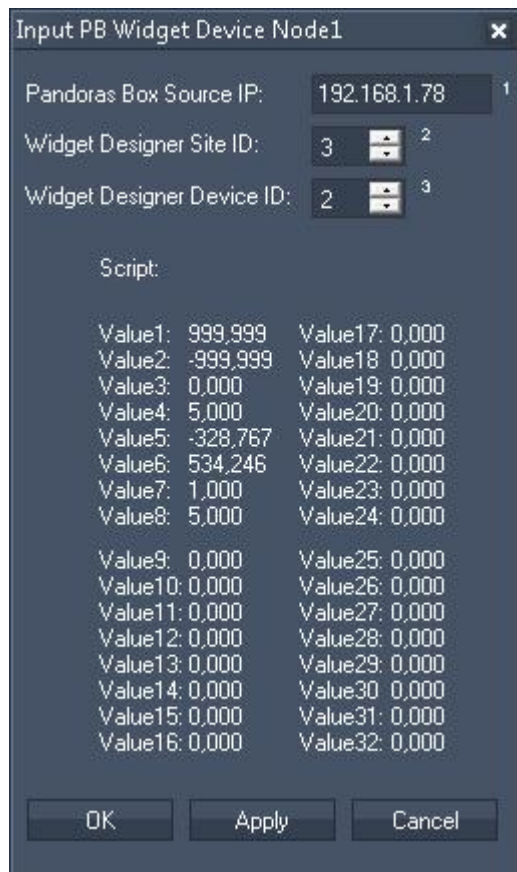 Input PB Widget Device Node1
Pandoras Box Source IP: 192.168.1.78 1
Widget Designer Site ID: 3 2
Widget Designer Device ID: 2 3
Script:
Value1: 999,999 Value17: 0,000
Value2: -999,999 Value18 0,000
Value3: 0,000 Value19: 0,000
Value4: 5,000 Value20: 0,000
Value5: -328,767 Value21: 0,000
Value6: 534,246 Value22: 0,000
Value7: 1,000 Value23: 0,000
Value8: 5,000 Value24: 0,000
Value9: 0,000 Value25: 0,000
Value10: 0,000 Value26: 0,000
Value11: 0,000 Value27: 0,000
Value12: 0,000 Value28: 0,000
Value13: 0,000 Value29: 0,000
Value14: 0,000 Value30 0,000
Value15: 0,000 Value31: 0,000
Value16: 0,000 Value32: 0,000
OK Apply Cancel